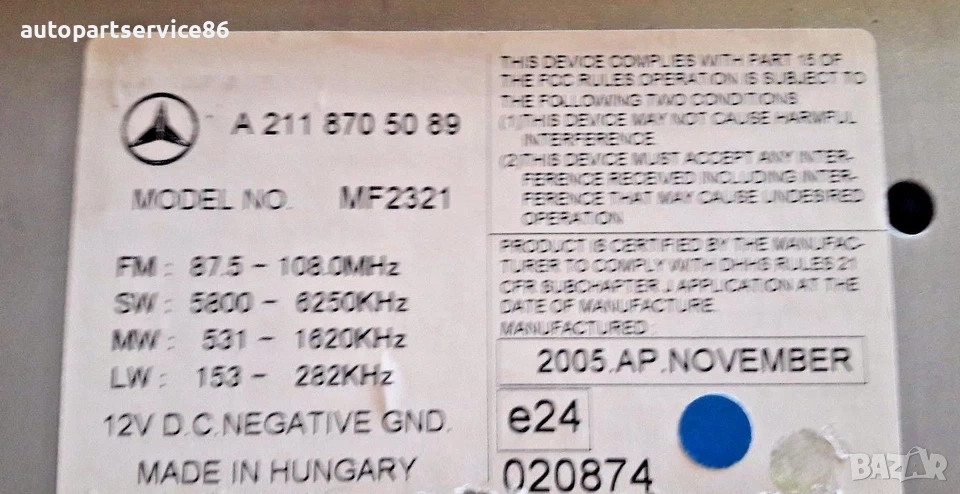 autopartservice86
A 211 870 50 89
MODEL NO. MF2321
FM : 87.5 - 108.0MHz
SW : 5800 - 6250KHz
MW : 531 - 1620KHz
LW : 153 - 282KHz
12V D.C.NEGATIVE GND.
MADE IN HUNGARY
THIS DEVICE COMPLIES WITH PART 15 OF
THE FCC RULES OPERATION IS SUBJECT TO
THE FOLLOWING TWO CONDITIONS
(1)THIS DEVICE MAY NOT CAUSE HARMFUL
INTERFERENCE.
(2)THIS DEVICE MUST ACCEPT ANY INTER-
FERENCE RECEIVED INCLUDING INTER-
FERENCE THAT MAY CAUSE UNDESIRED
OPERATION
PRODUCT IS CERTIFIED BY THE MANUFAC-
TURER TO COMPLY WITH DHHS RULES 21
CFR SUBCHAPTER J APPLICATION AT THE
DATE OF MANUFACTURE.
MANUFACTURED :
2005.AP.NOVEMBER
e24
020874
BAZAR